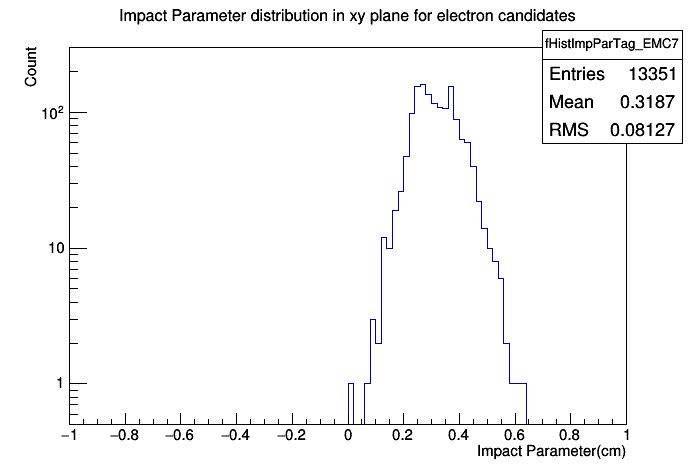 Impact Parameter distribution in xy plane for electron candidates
fHistImpParTag_EMC7
Entries 13351
Mean 0.3187
RMS 0.08127
Count
10²
10
1
−1 −0.8 −0.6 −0.4 −0.2 0 0.2 0.4 0.6 0.8 1
Impact Parameter(cm)